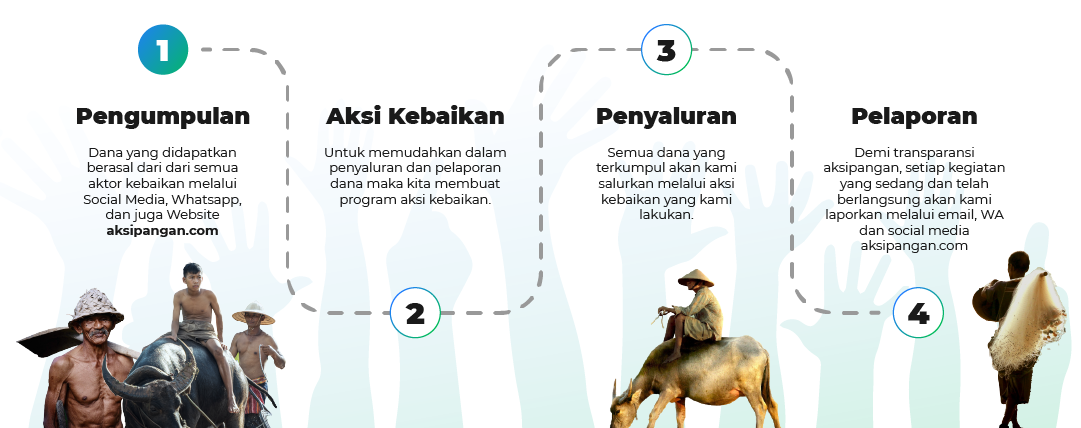 1
Pengumpulan
Dana yang didapatkan
berasal dari dari semua
aktor kebaikan melalui
Social Media, Whatsapp,
dan juga Website
aksipangan.com
2
Aksi Kebaikan
Untuk memudahkan dalam
penyaluran dan pelaporan
dana maka kita membuat
program aksi kebaikan.
3
Penyaluran
Semua dana yang
terkumpul akan kami
salurkan melalui aksi
kebaikan yang kami
lakukan.
4
Pelaporan
Demi transparansi
aksipangan, setiap kegiatan
yang sedang dan telah
berlangsung akan kami
laporkan melalui email, WA
dan social media
aksipangan.com